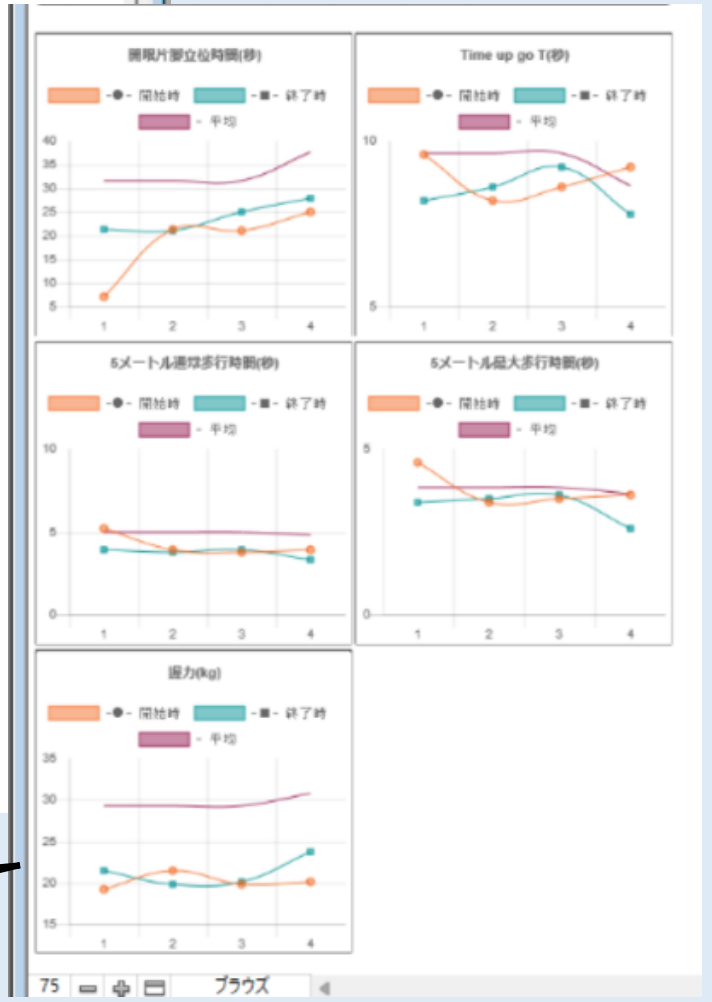 開眼片脚立位時間(秒)
-●- 開始時 -■- 終了時
- 平均
40
35
30
25
20
15
10
5
1 2 3 4
Time up go T(秒)
-●- 開始時 -■- 終了時
- 平均
10
5
1 2 3 4
5メートル通常歩行時間(秒)
-●- 開始時 -■- 終了時
- 平均
10
5
0
1 2 3 4
5メートル最大歩行時間(秒)
-●- 開始時 -■- 終了時
- 平均
5
0
1 2 3 4
握力(kg)
-●- 開始時 -■- 終了時
- 平均
35
30
25
20
15
1 2 3 4
75 ブラウズ